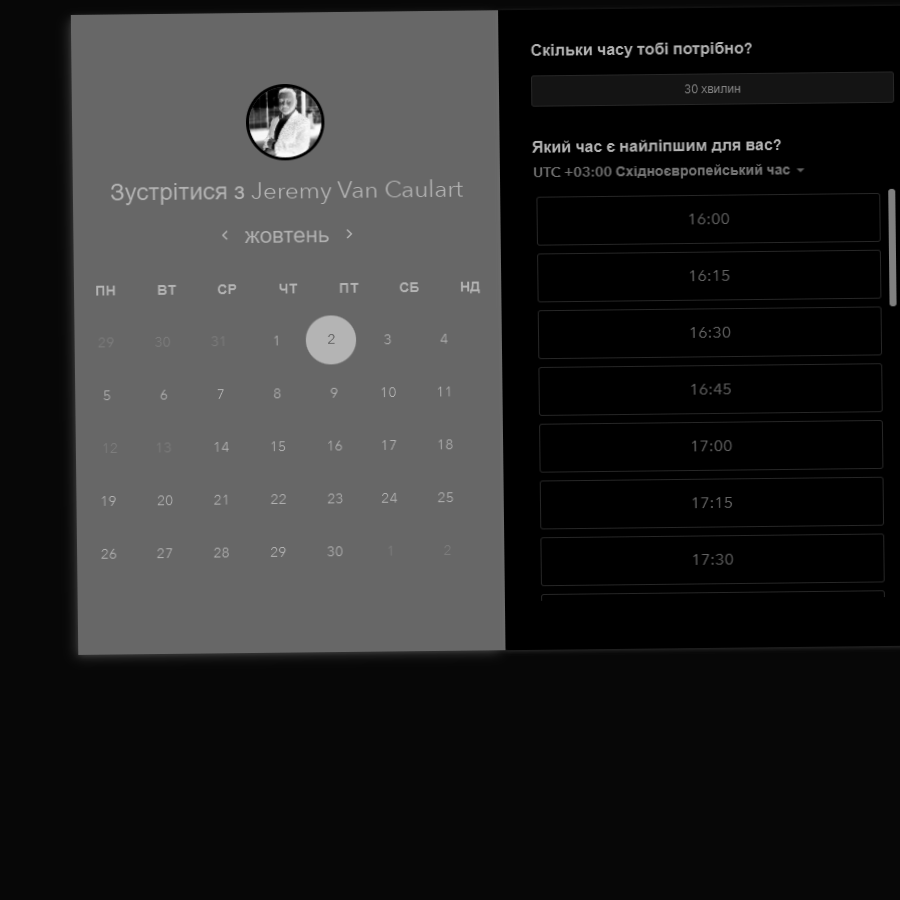 Зустрітися з Jeremy Van Caulart
жовтень
ПН ВТ СР ЧТ ПТ СБ НД
29 30 31 1 2 3 4
5 6 7 8 9 10 11
12 13 14 15 16 17 18
19 20 21 22 23 24 25
26 27 28 29 30 1 2
Скільки часу тобі потрібно?
30 хвилин
Який час є найліпшим для вас?
UTC +03:00 Східноєвропейський час
16:00
16:15
16:30
16:45
17:00
17:15
17:30